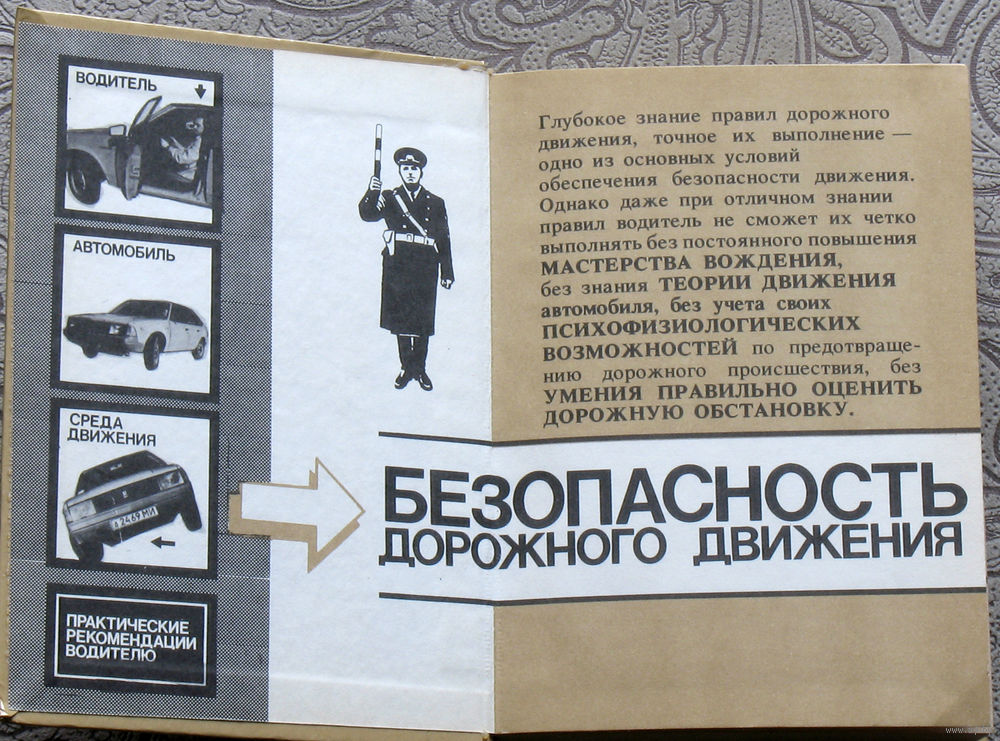 ВОДИТЕЛЬ
АВТОМОБИЛЬ
СРЕДА
ДВИЖЕНИЯ
2469 МИ
ПРАКТИЧЕСКИЕ
РЕКОМЕНДАЦИИ
ВОДИТЕЛЮ
Глубокое знание правил дорожного
движения, точное их выполнение —
одно из основных условий
обеспечения безопасности движения.
Однако даже при отличном знании
правил водитель не сможет их четко
выполнять без постоянного повышения
МАСТЕРСТВА ВОЖДЕНИЯ,
без знания ТЕОРИИ ДВИЖЕНИЯ
автомобиля, без учета своих
ПСИХОФИЗИОЛОГИЧЕСКИХ
ВОЗМОЖНОСТЕЙ по предотвраще-
нию дорожного происшествия, без
УМЕНИЯ ПРАВИЛЬНО ОЦЕНИТЬ
ДОРОЖНУЮ ОБСТАНОВКУ.
БЕЗОПАСНОСТЬ
ДОРОЖНОГО ДВИЖЕНИЯ